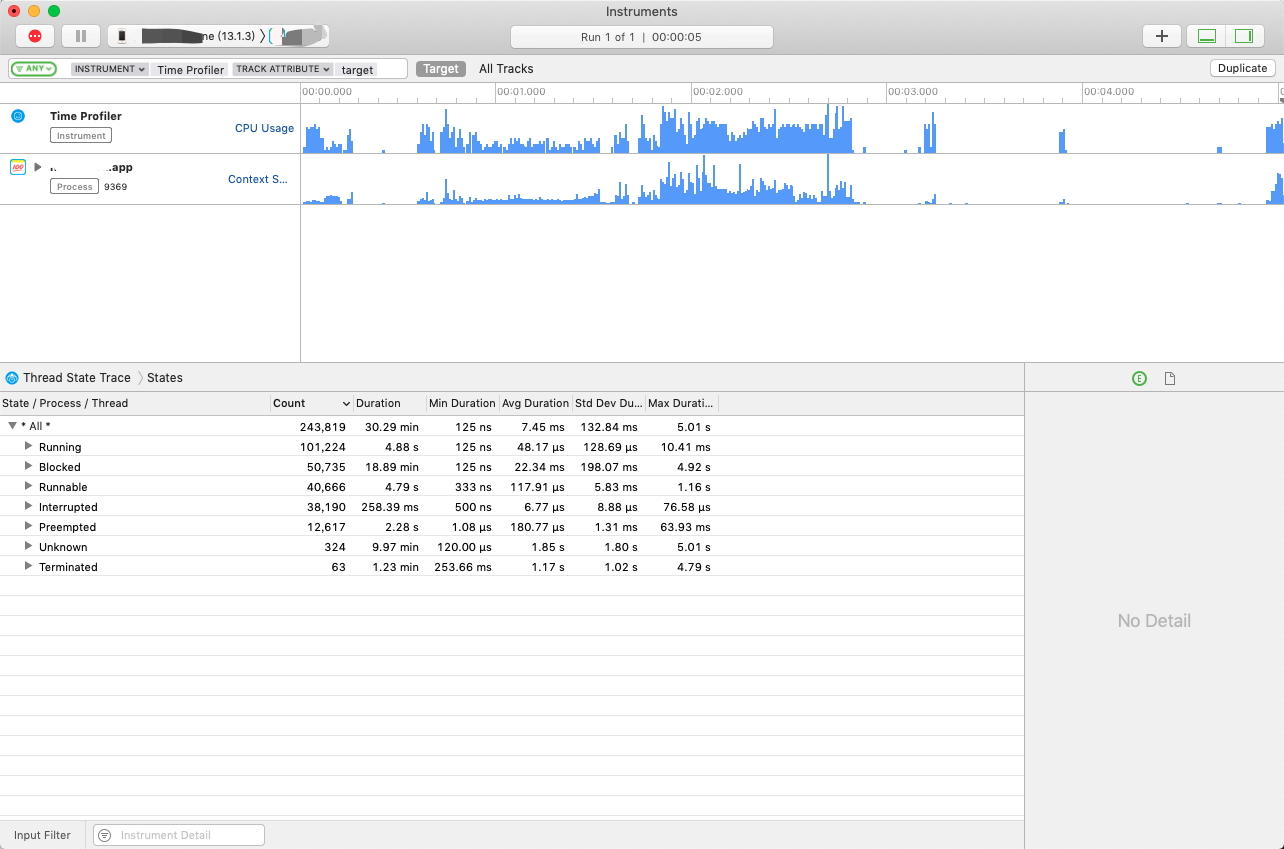 Instruments
ne (13.1.3)
Run 1 of 1 | 00:00:05
ANY INSTRUMENT Time Profiler TRACK ATTRIBUTE target Target All Tracks Duplicate
00:00.000 00:01.000 00:02.000 00:03.000 00:04.000
Time Profiler
Instrument
CPU Usage
.app
Process 9369
Context S...
Thread State Trace States
E
State / Process / Thread Count Duration Min Duration Avg Duration Std Dev Du... Max Durati...
* All * 243,819 30.29 min 125 ns 7.45 ms 132.84 ms 5.01 s
Running 101,224 4.88 s 125 ns 48.17 µs 128.69 µs 10.41 ms
Blocked 50,735 18.89 min 125 ns 22.34 ms 198.07 ms 4.92 s
Runnable 40,666 4.79 s 333 ns 117.91 µs 5.83 ms 1.16 s
Interrupted 38,190 258.39 ms 500 ns 6.77 µs 8.88 µs 76.58 µs
Preempted 12,617 2.28 s 1.08 µs 180.77 µs 1.31 ms 63.93 ms
Unknown 324 9.97 min 120.00 µs 1.85 s 1.80 s 5.01 s
Terminated 63 1.23 min 253.66 ms 1.17 s 1.02 s 4.79 s
No Detail
Input Filter Instrument Detail